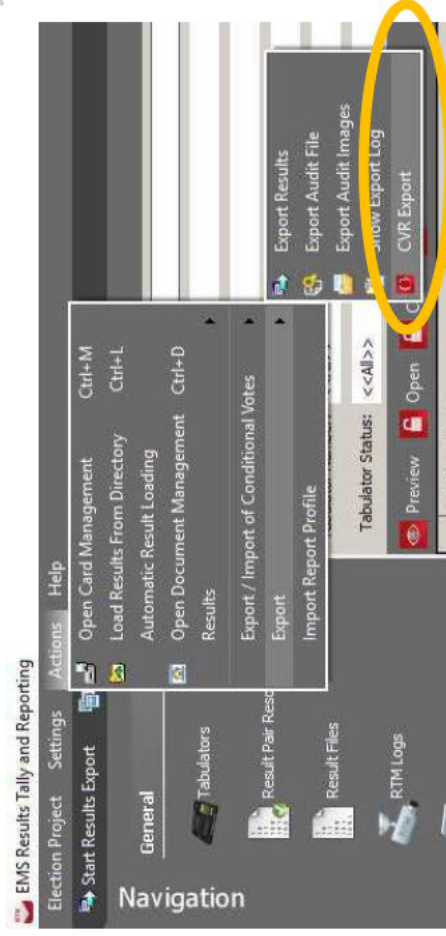 EMS Results Tally and Reporting
Election Project Settings Actions Help
Start Results Export
Open Card Management Ctrl+M
Load Results From Directory Ctrl+L
Automatic Result Loading
Open Document Management Ctrl+D
Results
Export / Import of Conditional Votes
Export
Import Report Profile
Export Results
Export Audit File
Export Audit Images
Show Export Log
CVR Export
General
Navigation
Tabulators
Result Pair Reso
Result Files
RTM Logs
Tabulator Status: <<All>>
Preview Open